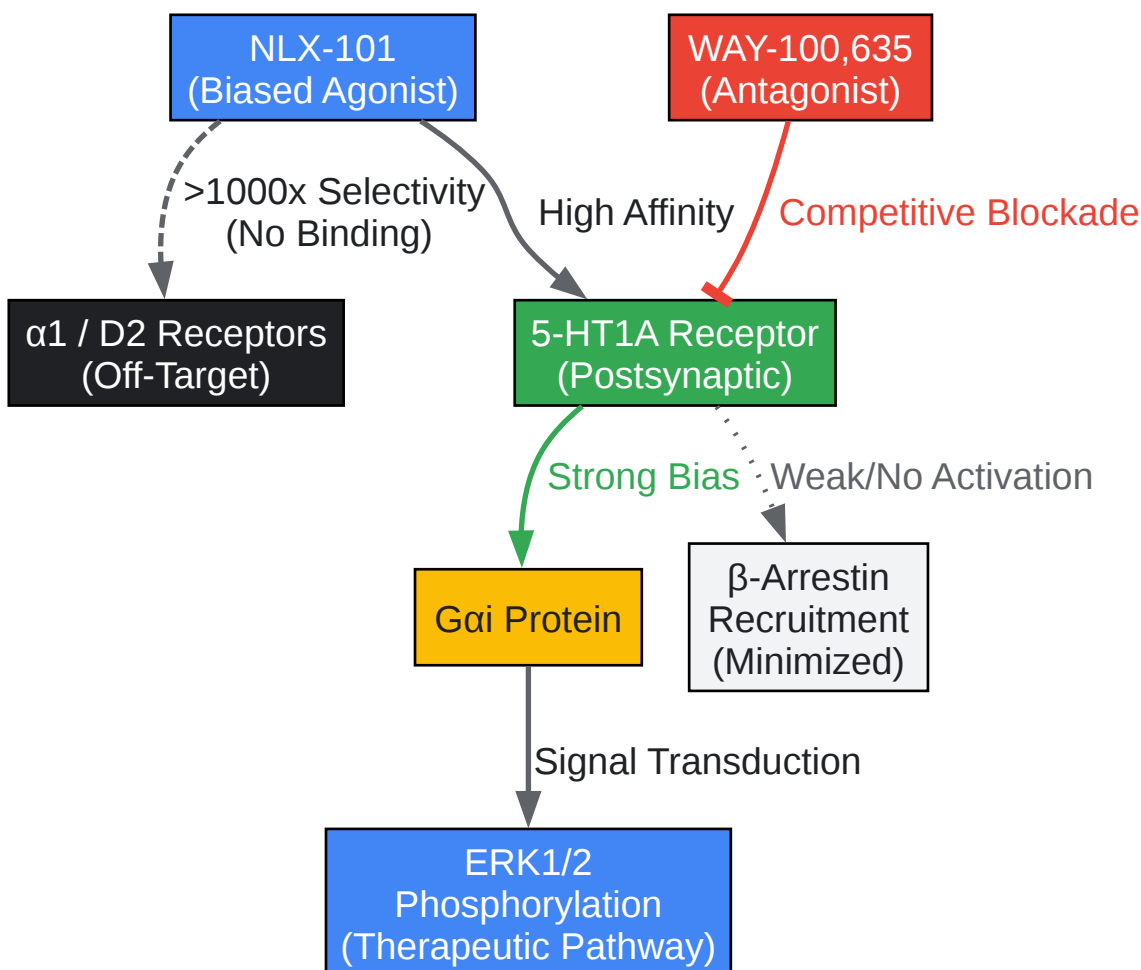 NLX-101
(Biased Agonist)
WAY-100,635
(Antagonist)
>1000x Selectivity
(No Binding)
High Affinity
Competitive Blockade
α1 / D2 Receptors
(Off-Target)
5-HT1A Receptor
(Postsynaptic)
Strong Bias
Weak/No Activation
Gαi Protein
β-Arrestin
Recruitment
(Minimized)
Signal Transduction
ERK1/2
Phosphorylation
(Therapeutic Pathway)